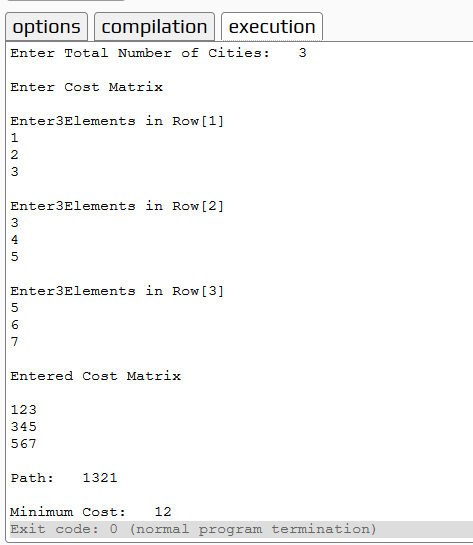 options compilation execution
Enter Total Number of Cities:   3
Enter Cost Matrix
Enter3Elements in Row[1]
1
2
3
Enter3Elements in Row[2]
3
4
5
Enter3Elements in Row[3]
5
6
7
Entered Cost Matrix
123
345
567
Path:   1321
Minimum Cost:   12
Exit code: 0 (normal program termination)